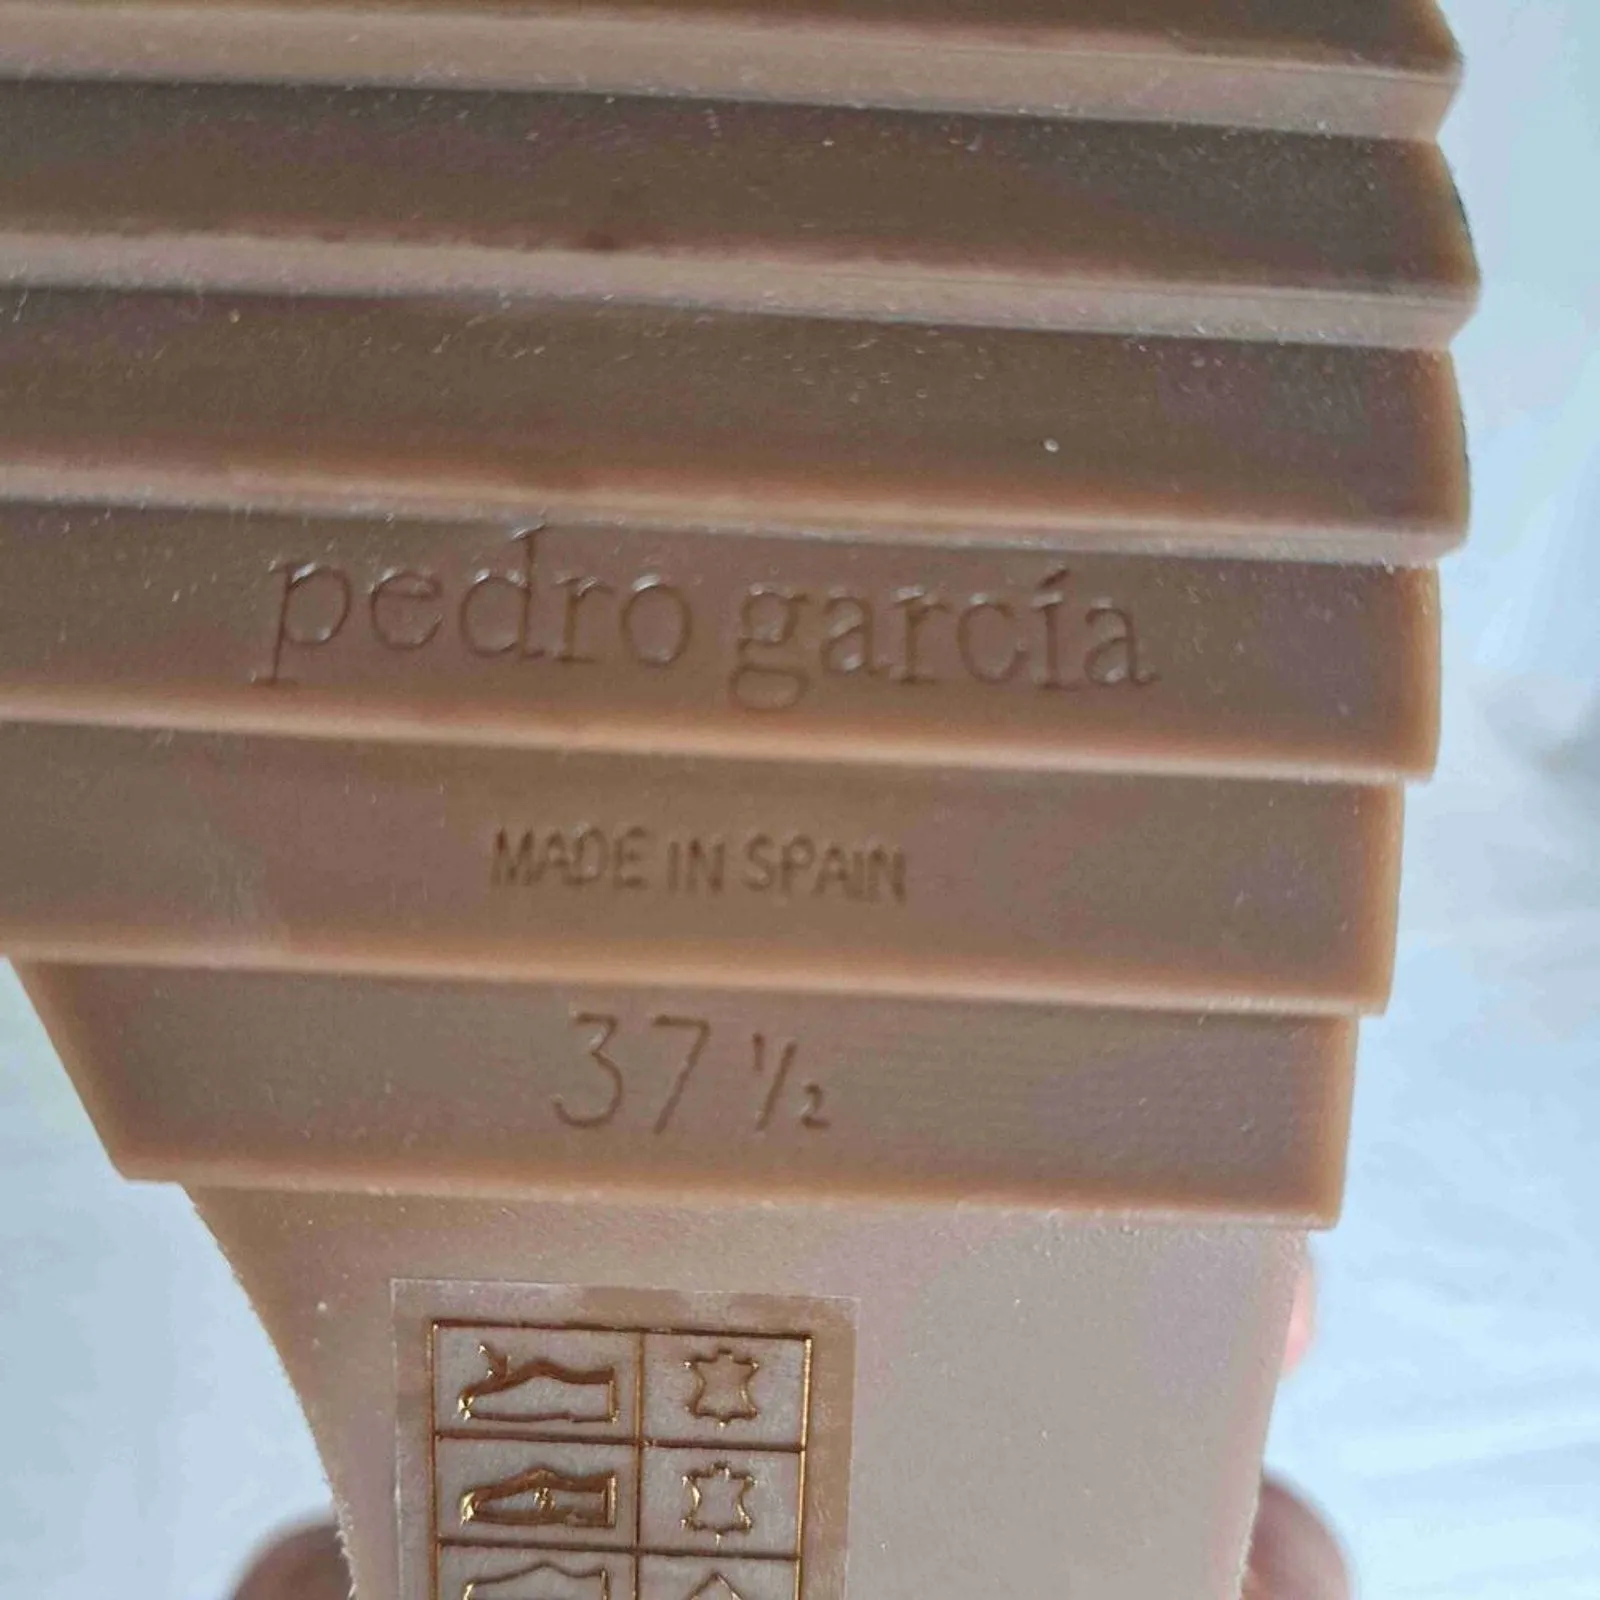 pedro garcía
MADE IN SPAIN
37 ½